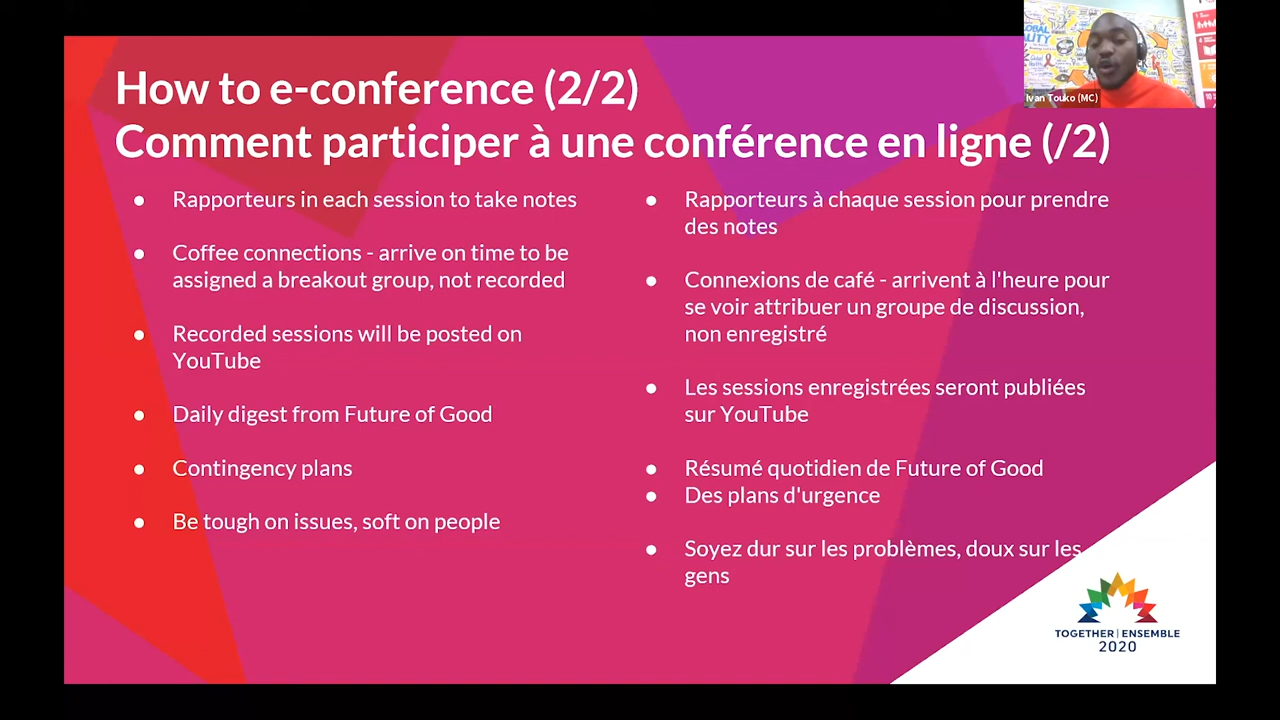 How to e-conference (2/2)
Comment participer à une conférence en ligne (/2)
● Rapporteurs in each session to take notes
● Coffee connections - arrive on time to be
assigned a breakout group, not recorded
● Recorded sessions will be posted on
YouTube
● Daily digest from Future of Good
● Contingency plans
● Be tough on issues, soft on people
● Rapporteurs à chaque session pour prendre
des notes
● Connexions de café - arrivent à l'heure pour
se voir attribuer un groupe de discussion,
non enregistré
● Les sessions enregistrées seront publiées
sur YouTube
● Résumé quotidien de Future of Good
● Des plans d'urgence
● Soyez dur sur les problèmes, doux sur les
gens
Ivan Touko (MC)
TOGETHER | ENSEMBLE
2020